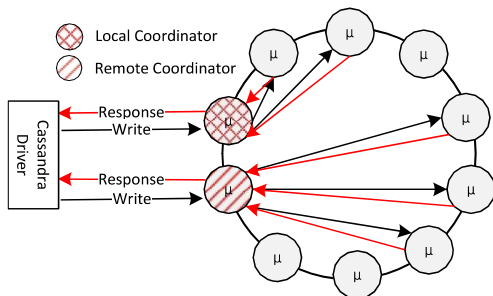 Local Coordinator
Remote Coordinator
Cassandra
Driver
Response
Write
Response
Write
μ
μ
μ
μ
μ
μ
μ
μ
μ
μ